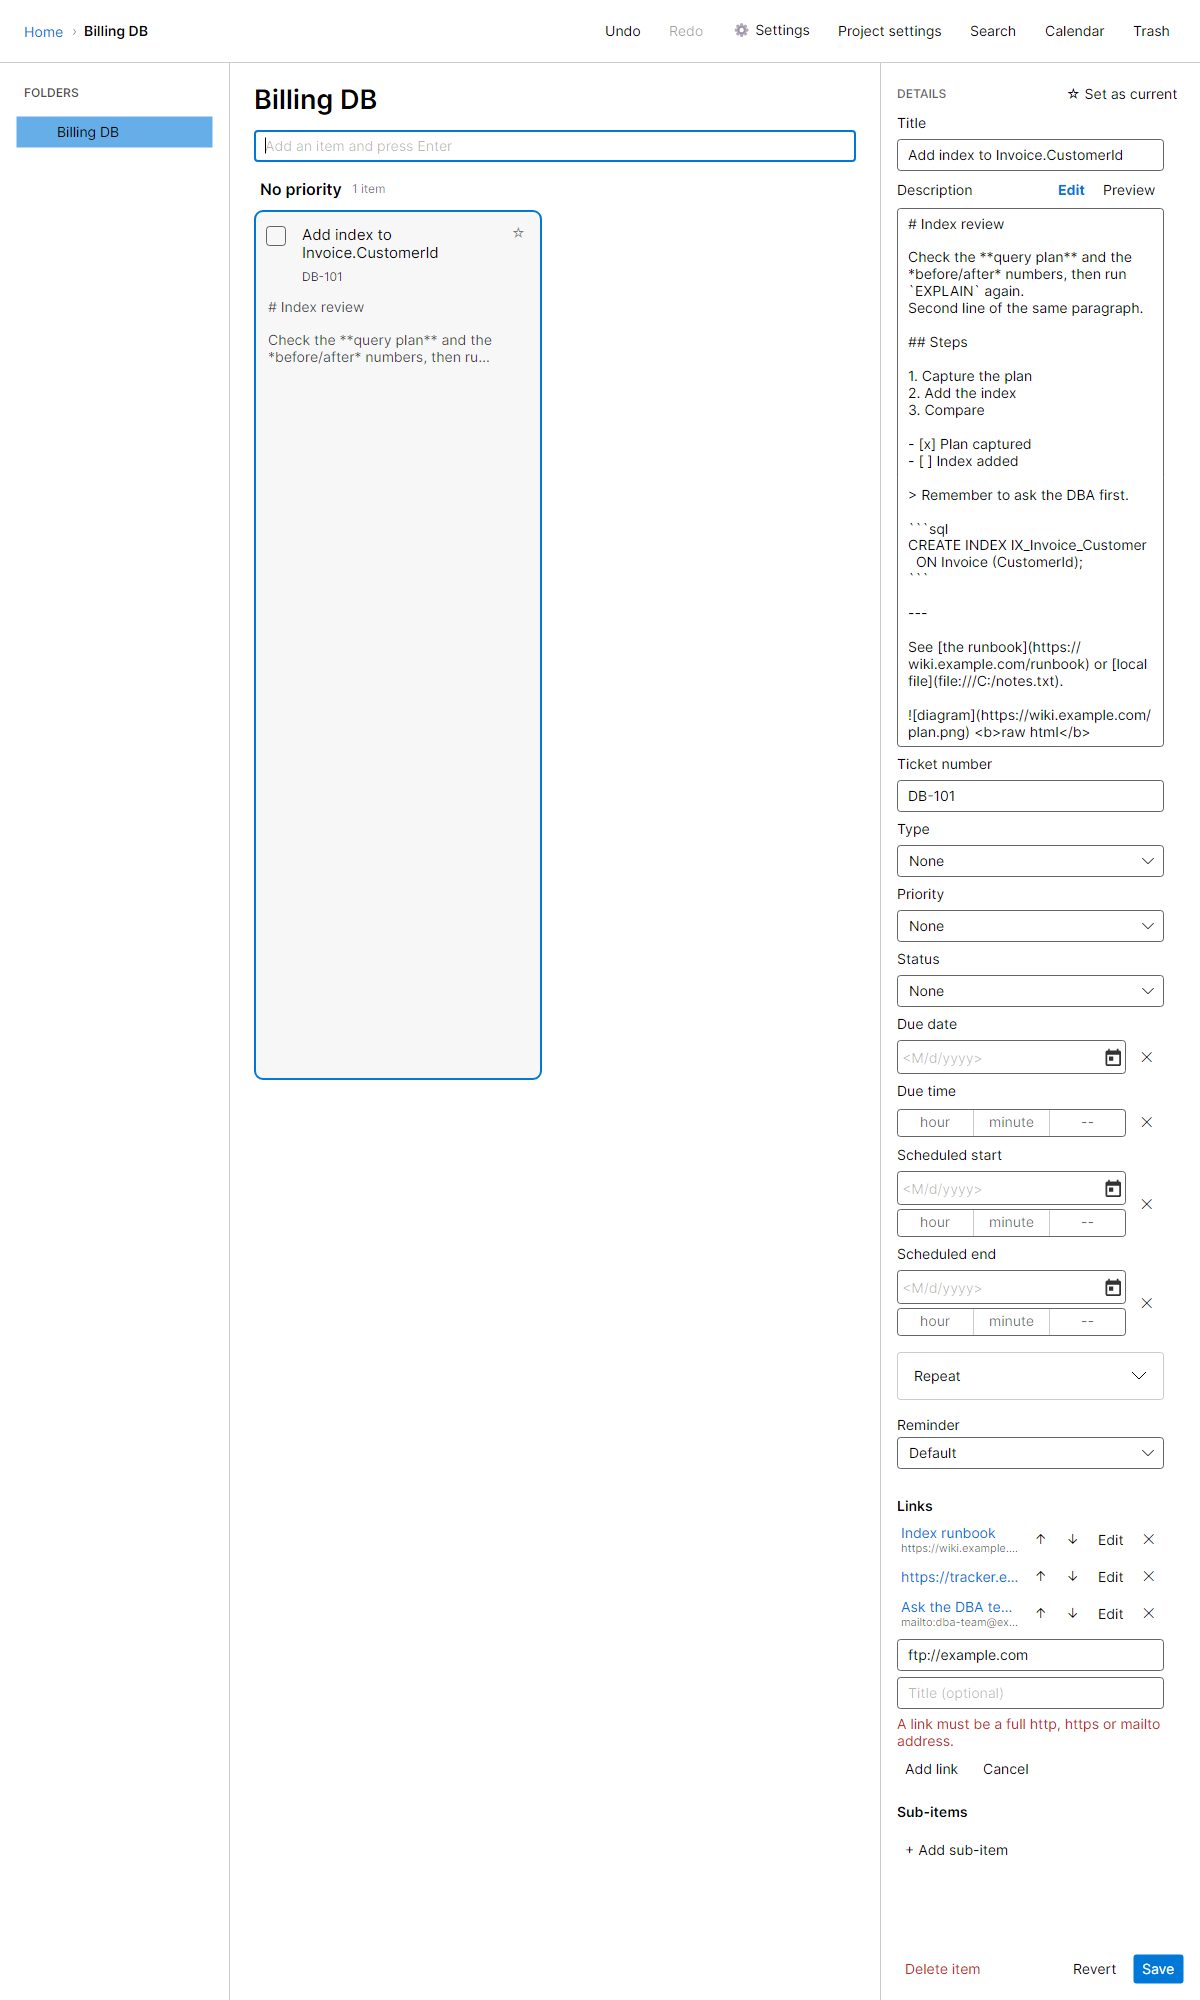 Home › Billing DB
Undo Redo Settings Project settings Search Calendar Trash
FOLDERS
Billing DB
Billing DB
Add an item and press Enter
No priority 1 item
Add index to
Invoice.CustomerId
☆
DB-101
# Index review
Check the **query plan** and the
*before/after* numbers, then ru...
DETAILS
☆ Set as current
Title
Add index to Invoice.CustomerId
Description Edit Preview
# Index review
Check the **query plan** and the
*before/after* numbers, then run
`EXPLAIN` again.
Second line of the same paragraph.
## Steps
1. Capture the plan
2. Add the index
3. Compare
- [x] Plan captured
- [ ] Index added
> Remember to ask the DBA first.
```sql
CREATE INDEX IX_Invoice_Customer
ON Invoice (CustomerId);
```
---
See [the runbook](https://
wiki.example.com/runbook) or [local
file](file:///C:/notes.txt).
![diagram](https://wiki.example.com/
plan.png) <b>raw html</b>
Ticket number
DB-101
Type
None
Priority
None
Status
None
Due date
<M/d/yyyy>
Due time
hour minute --
Scheduled start
<M/d/yyyy>
hour minute --
Scheduled end
<M/d/yyyy>
hour minute --
Repeat
Reminder
Default
Links
Index runbook
https://wiki.example....
↑ ↓ Edit ×
https://tracker.e... ↑ ↓ Edit ×
Ask the DBA te...
mailto:dba-team@ex...
↑ ↓ Edit ×
ftp://example.com
Title (optional)
A link must be a full http, https or mailto
address.
Add link Cancel
Sub-items
+ Add sub-item
Delete item Revert Save